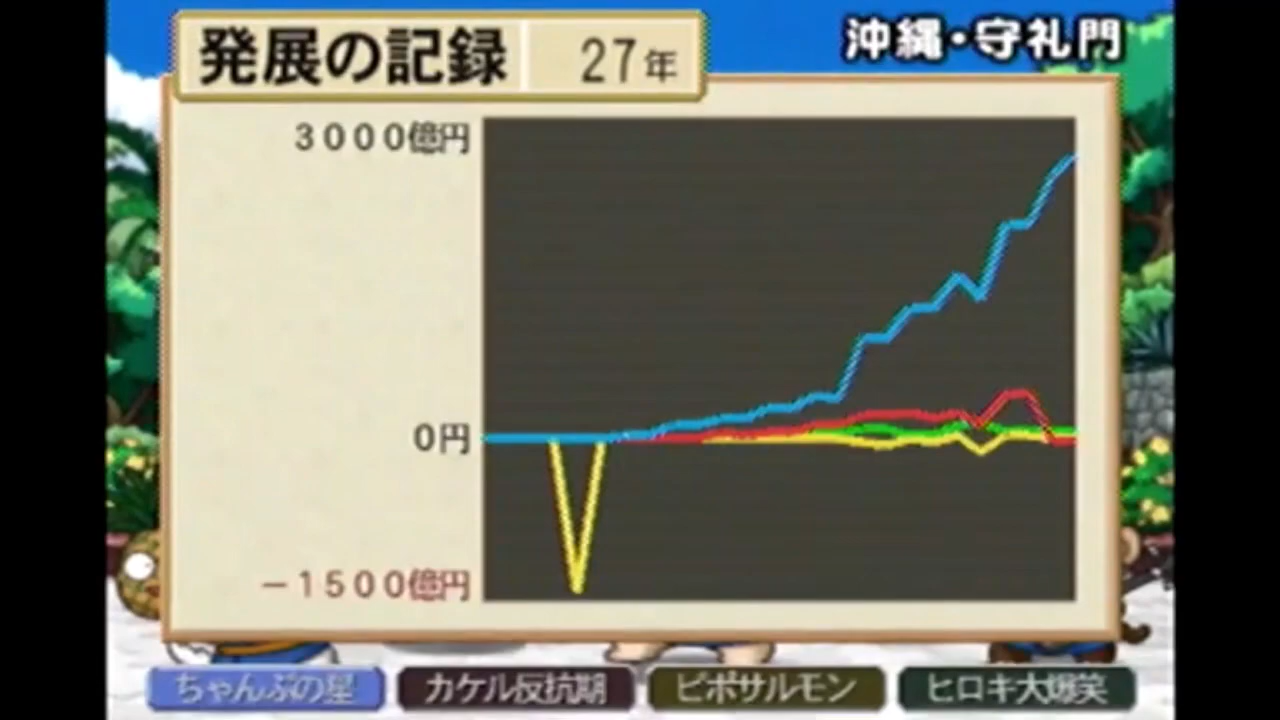 発展の記録 27年
沖縄・守礼門
3000億円
0円
-1500億円
ちゃんぷの星 カケル反抗期 ピポサルモン ヒロキ大爆笑